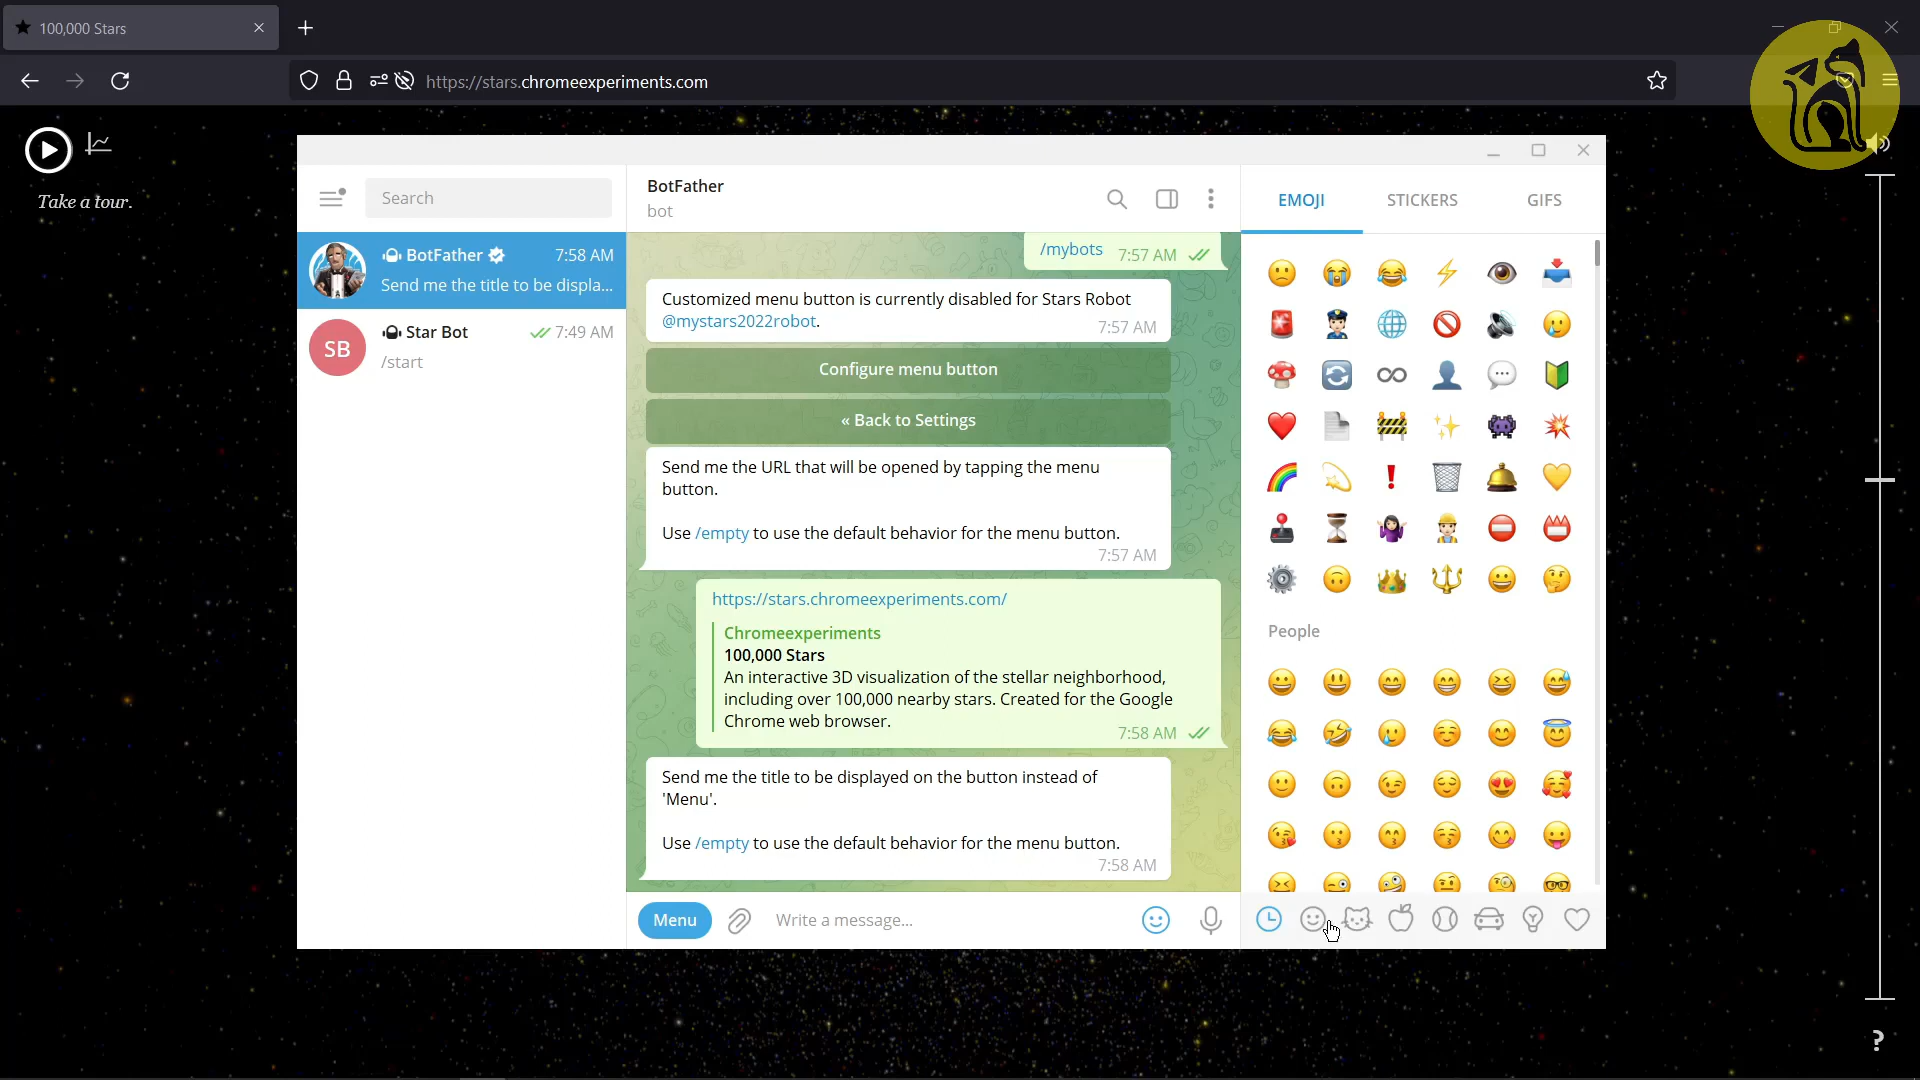 100,000 Stars
https://stars.chromeexperiments.com
Take a tour.
Search
BotFather
7:58 AM
Send me the title to be displa...
SB
Star Bot
7:49 AM
/start
BotFather
bot
/mybots
7:57 AM
Customized menu button is currently disabled for Stars Robot
@mystars2022robot.
7:57 AM
Configure menu button
« Back to Settings
Send me the URL that will be opened by tapping the menu
button.
Use /empty to use the default behavior for the menu button.
7:57 AM
https://stars.chromeexperiments.com/
Chromeexperiments
100,000 Stars
An interactive 3D visualization of the stellar neighborhood,
including over 100,000 nearby stars. Created for the Google
Chrome web browser.
7:58 AM
Send me the title to be displayed on the button instead of
'Menu'.
Use /empty to use the default behavior for the menu button.
7:58 AM
Menu
Write a message...
EMOJI
STICKERS
GIFS
People
?